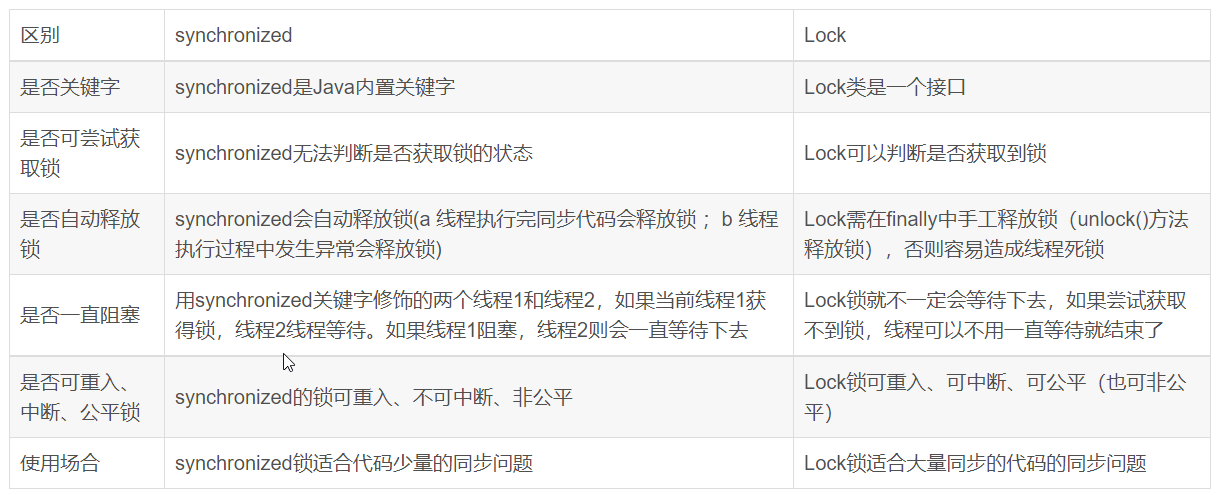 区别
synchronized
Lock
是否关键字
synchronized是Java内置关键字
Lock类是一个接口
是否可尝试获
取锁
synchronized无法判断是否获取锁的状态
Lock可以判断是否获取到锁
是否自动释放
锁
synchronized会自动释放锁(a 线程执行完同步代码会释放锁 ；b 线程
执行过程中发生异常会释放锁)
Lock需在finally中手工释放锁（unlock()方法
释放锁），否则容易造成线程死锁
是否一直阻塞
用synchronized关键字修饰的两个线程1和线程2，如果当前线程1获
得锁，线程2线程等待。如果线程1阻塞，线程2则会一直等待下去
Lock锁就不一定会等待下去，如果尝试获取
不到锁，线程可以不用一直等待就结束了
是否可重入、
中断、公平锁
synchronized的锁可重入、不可中断、非公平
Lock锁可重入、可中断、可公平（也可非公
平）
使用场合
synchronized锁适合代码少量的同步问题
Lock锁适合大量同步的代码的同步问题